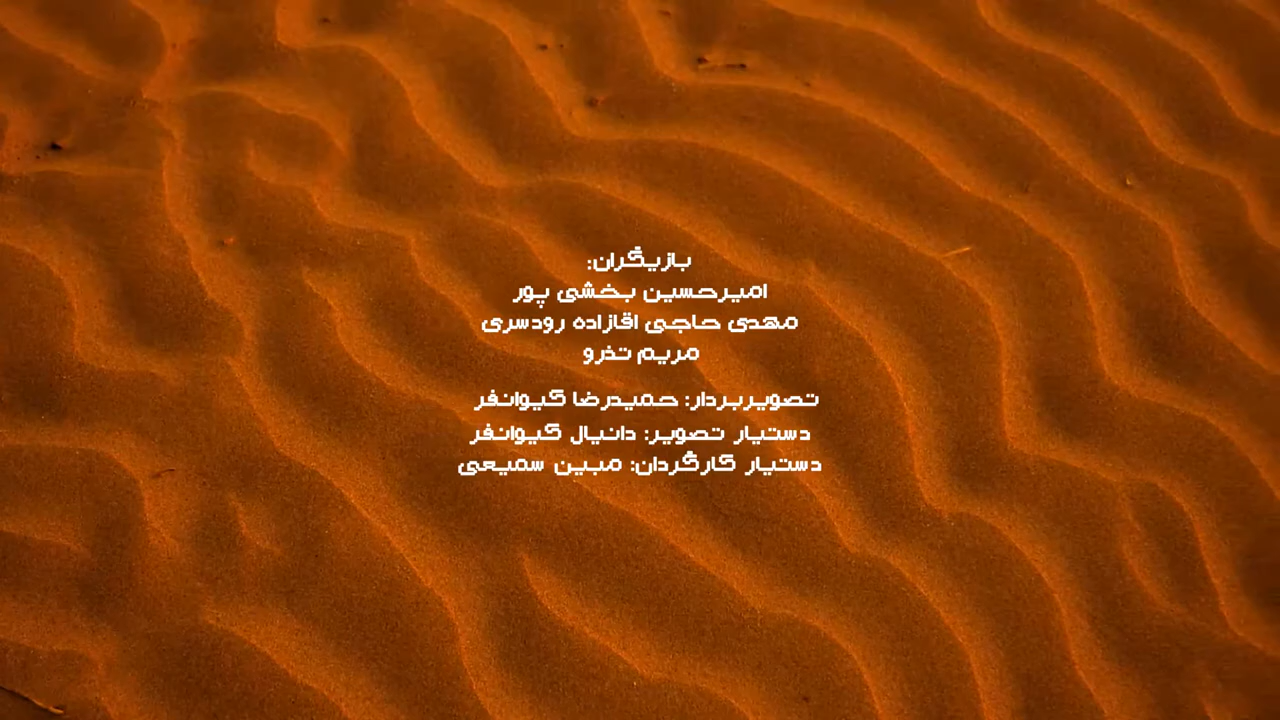 بازیگران:
امیرحسین بخشی پور
مهدی حاجی اقازاده رودسری
مریم تذرو
تصویربردار: حمیدرضا کیوانفر
دستیار تصویر: دانیال کیوانفر
دستیار کارگردان: مبین سمیعی